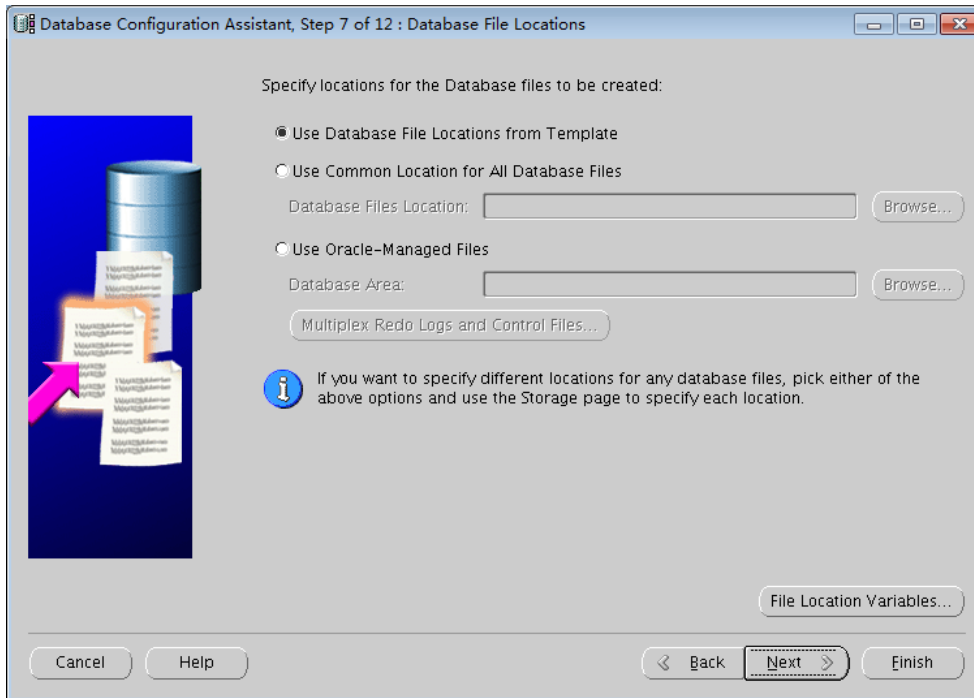 Database Configuration Assistant, Step 7 of 12 : Database File Locations
Specify locations for the Database files to be created:
Use Database File Locations from Template
Use Common Location for All Database Files
Database Files Location:
Browse...
Use Oracle-Managed Files
Database Area:
Browse...
Multiplex Redo Logs and Control Files...
If you want to specify different locations for any database files, pick either of the
above options and use the Storage page to specify each location.
File Location Variables...
Cancel
Help
Back
Next
Finish